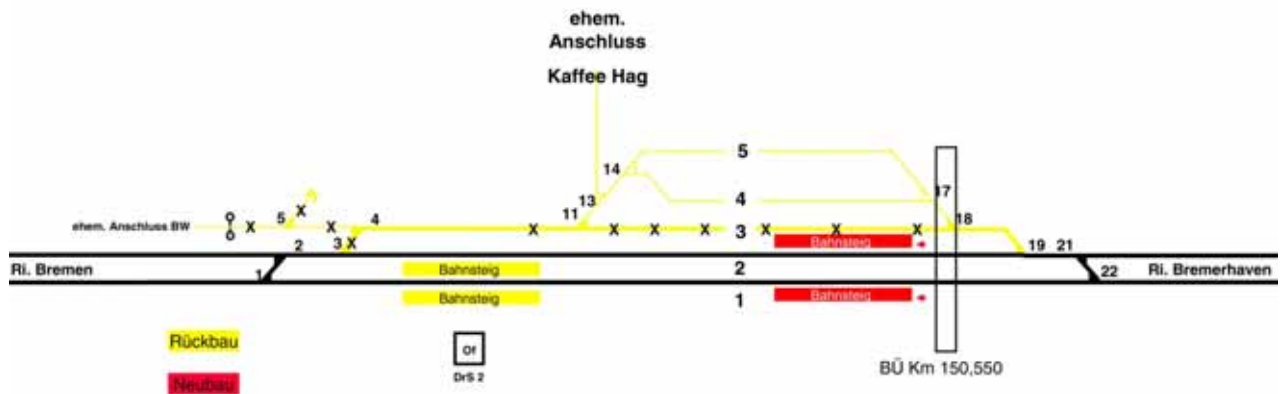 ehem.
Anschluss
Kaffee Hag
5
14
4
17
13
ehem. Anschluss BW
5
4
11
3
18
X X X X X X X X X X X
2
3
Bahnsteig
19 21
Ri. Bremen
1
Bahnsteig
2
22
Ri. Bremerhaven
Bahnsteig
1
Bahnsteig
Rückbau
Of
DrS 2
BÜ Km 150,550
Neubau